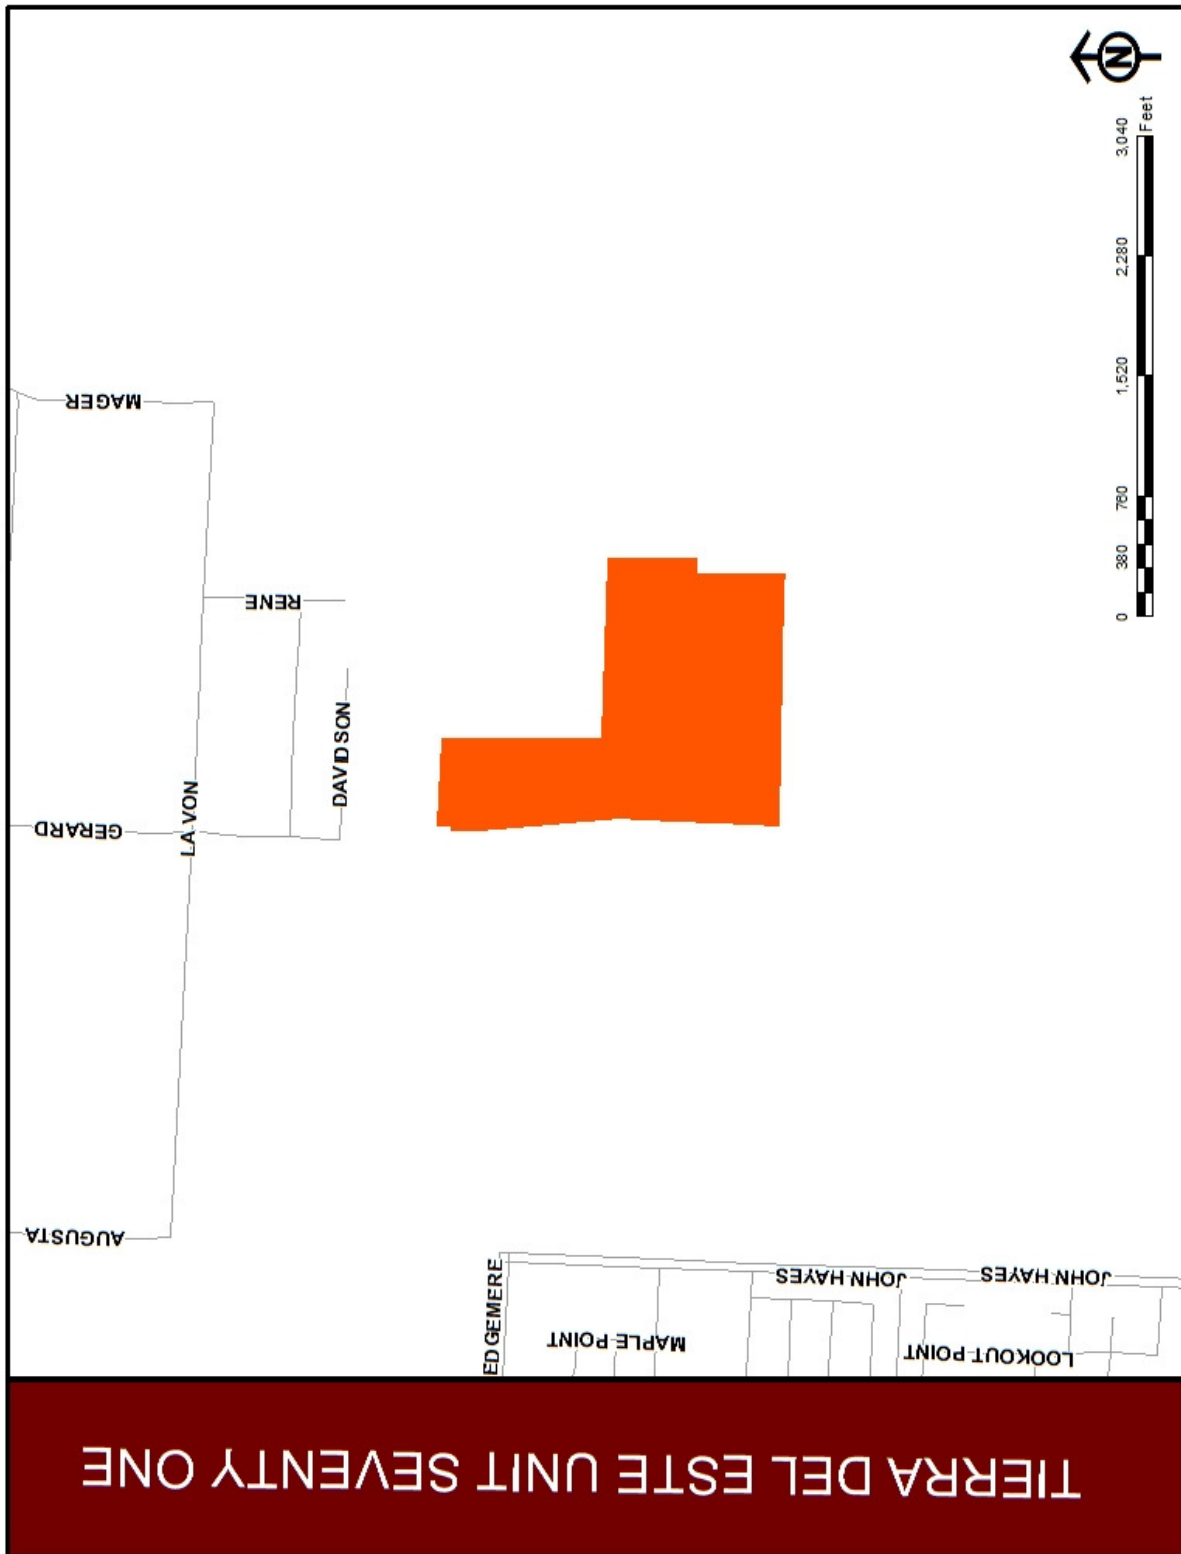 TIERRA DEL ESTE UNIT SEVENTY ONE
AUGUSTA
GERARD
MAGER
LA VON
RENE
DAVIDSON
EDGEMERE
MAPLE POINT
JOHN HAYES
JOHN HAYES
LOOKOUT POINT
N
0 380 760 1,520 2,280 3,040
Feet